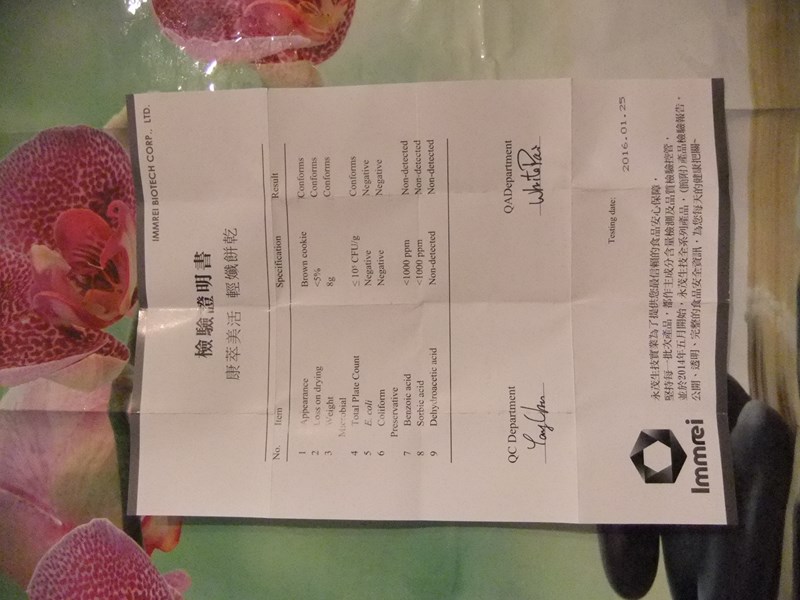 IMMREI BIOTECH CORP., LTD.
檢驗證明書
康萃美活 輕孅餅乾
No. Item Specification Result
1 Appearance Brown cookie Conforms
2 Loss on drying <5% Conforms
3 Weight 8g Conforms
Microbial
4 Total Plate Count ≤ 10⁵ CFU/g Conforms
5 E. coli Negative Negative
6 Coliform Negative Negative
Preservative
7 Benzoic acid <1000 ppm Non-detected
8 Sorbic acid <1000 ppm Non-detected
9 Dehydroacetic acid Non-detected Non-detected
QC Department QADepartment
Testing date: 2016.01.25
Immrei
永茂生技實業為了提供您最信賴的食品安心保障，
堅持每一批次產品，都作主成分含量檢測及品質檢驗控管，
並於2014年五月開始，永茂生技全系列產品，(皆附)產品檢驗報告，
公開、透明、完整的食品安全資訊，為您每天的健康把關~